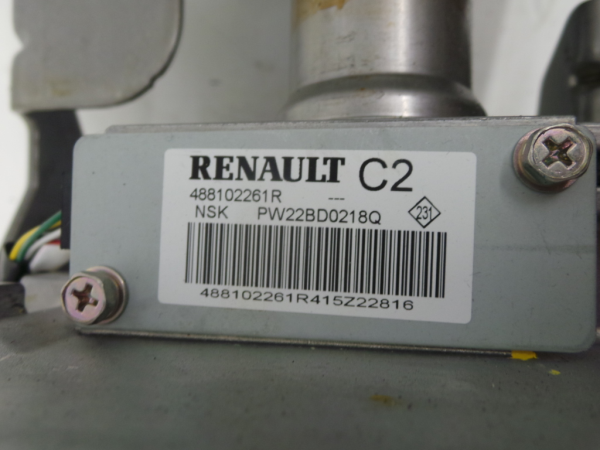 RENAULT C2
488102261R ---
NSK PW22BD0218Q 231
488102261R415Z22816